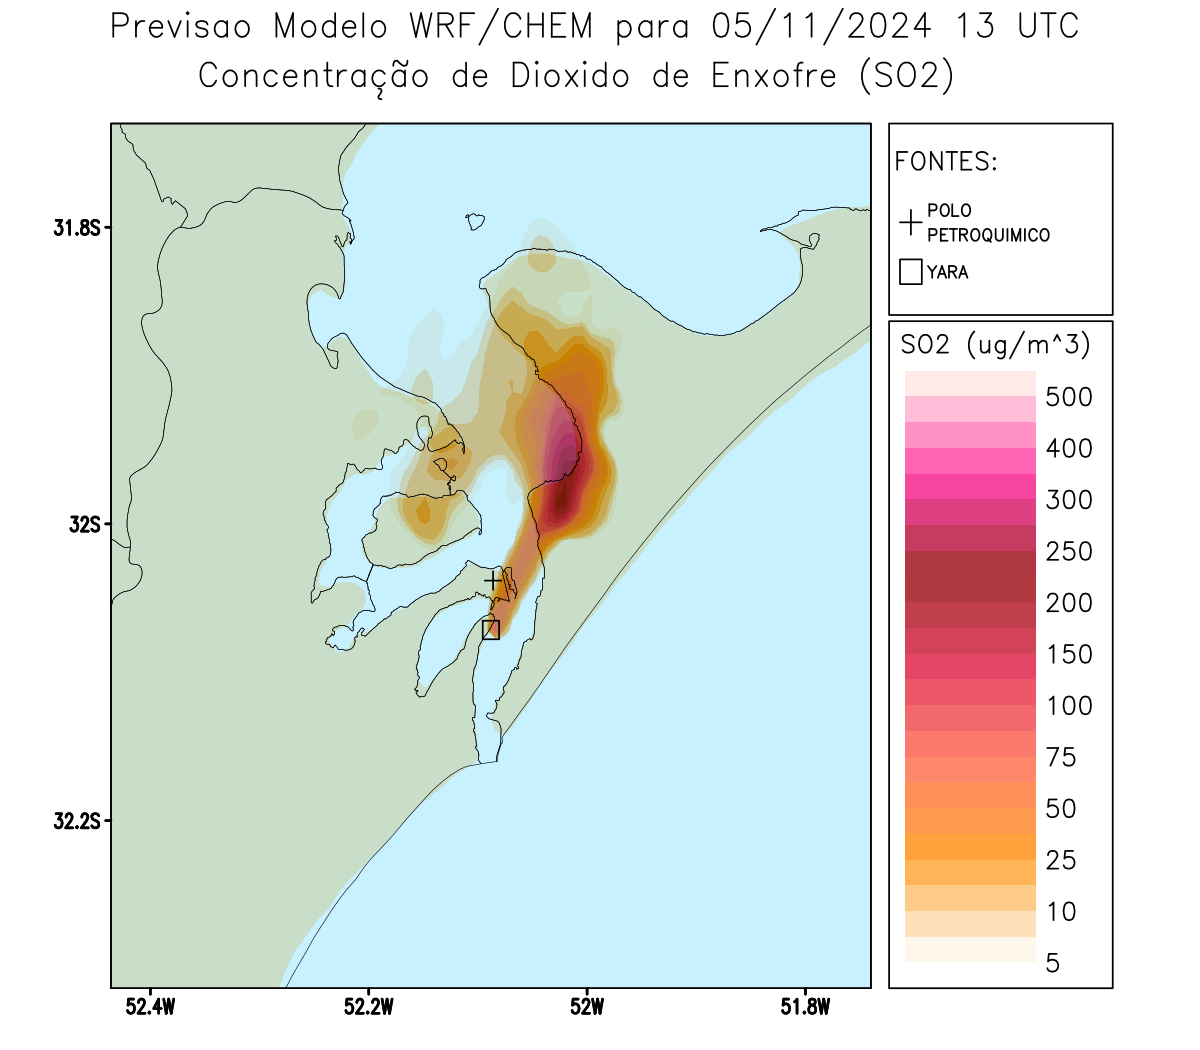 Previsao Modelo WRF/CHEM para 05/11/2024 13 UTC
Concentração de Dioxido de Enxofre (SO2)
FONTES:
POLO
PETROQUIMICO
YARA
31.8S
32S
32.2S
52.4W
52.2W
52W
51.8W
SO2 (ug/m^3)
500
400
300
250
200
150
100
75
50
25
10
5